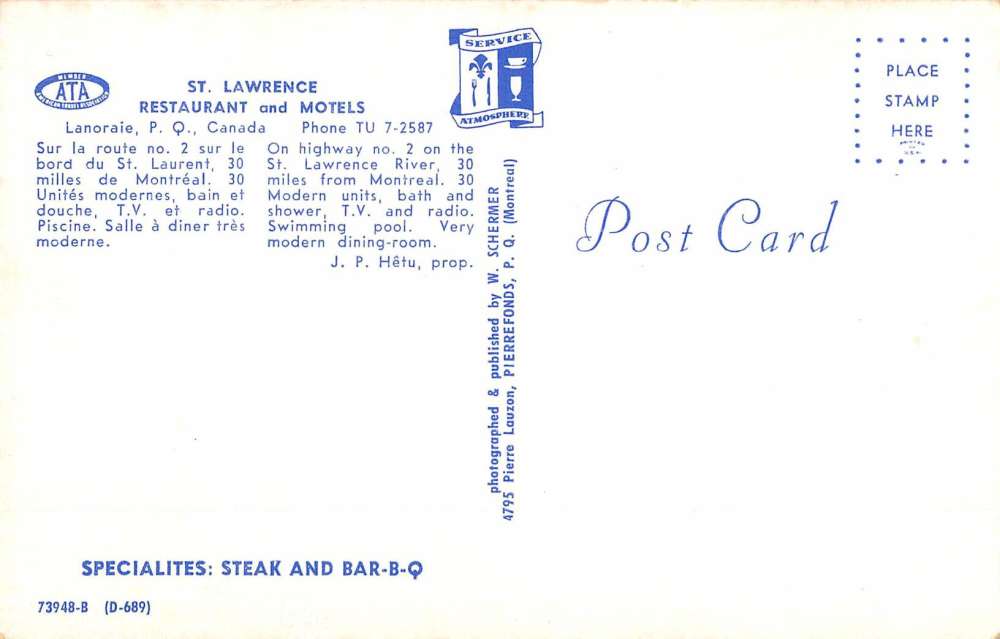 MEMBER
ATA
ST. LAWRENCE
RESTAURANT and MOTELS
Lanoraie, P. Q., Canada Phone TU 7-2587
Sur la route no. 2 sur le
bord du St. Laurent, 30
milles de Montréal. 30
Unités modernes, bain et
douche, T.V. et radio.
Piscine. Salle à diner très
moderne.
On highway no. 2 on the
St. Lawrence River, 30
miles from Montreal. 30
Modern units, bath and
shower, T.V. and radio.
Swimming pool. Very
modern dining-room.
J. P. Hêtu, prop.
SERVICE
ATMOSPHERE
photographed & published by W. SCHERMER
4795 Pierre Lauzon, PIERREFONDS, P. Q. (Montreal)
PLACE
STAMP
HERE
PRINTED
IN
U.S.A.
Post Card
SPECIALITES: STEAK AND BAR-B-Q
73948-B (D-689)